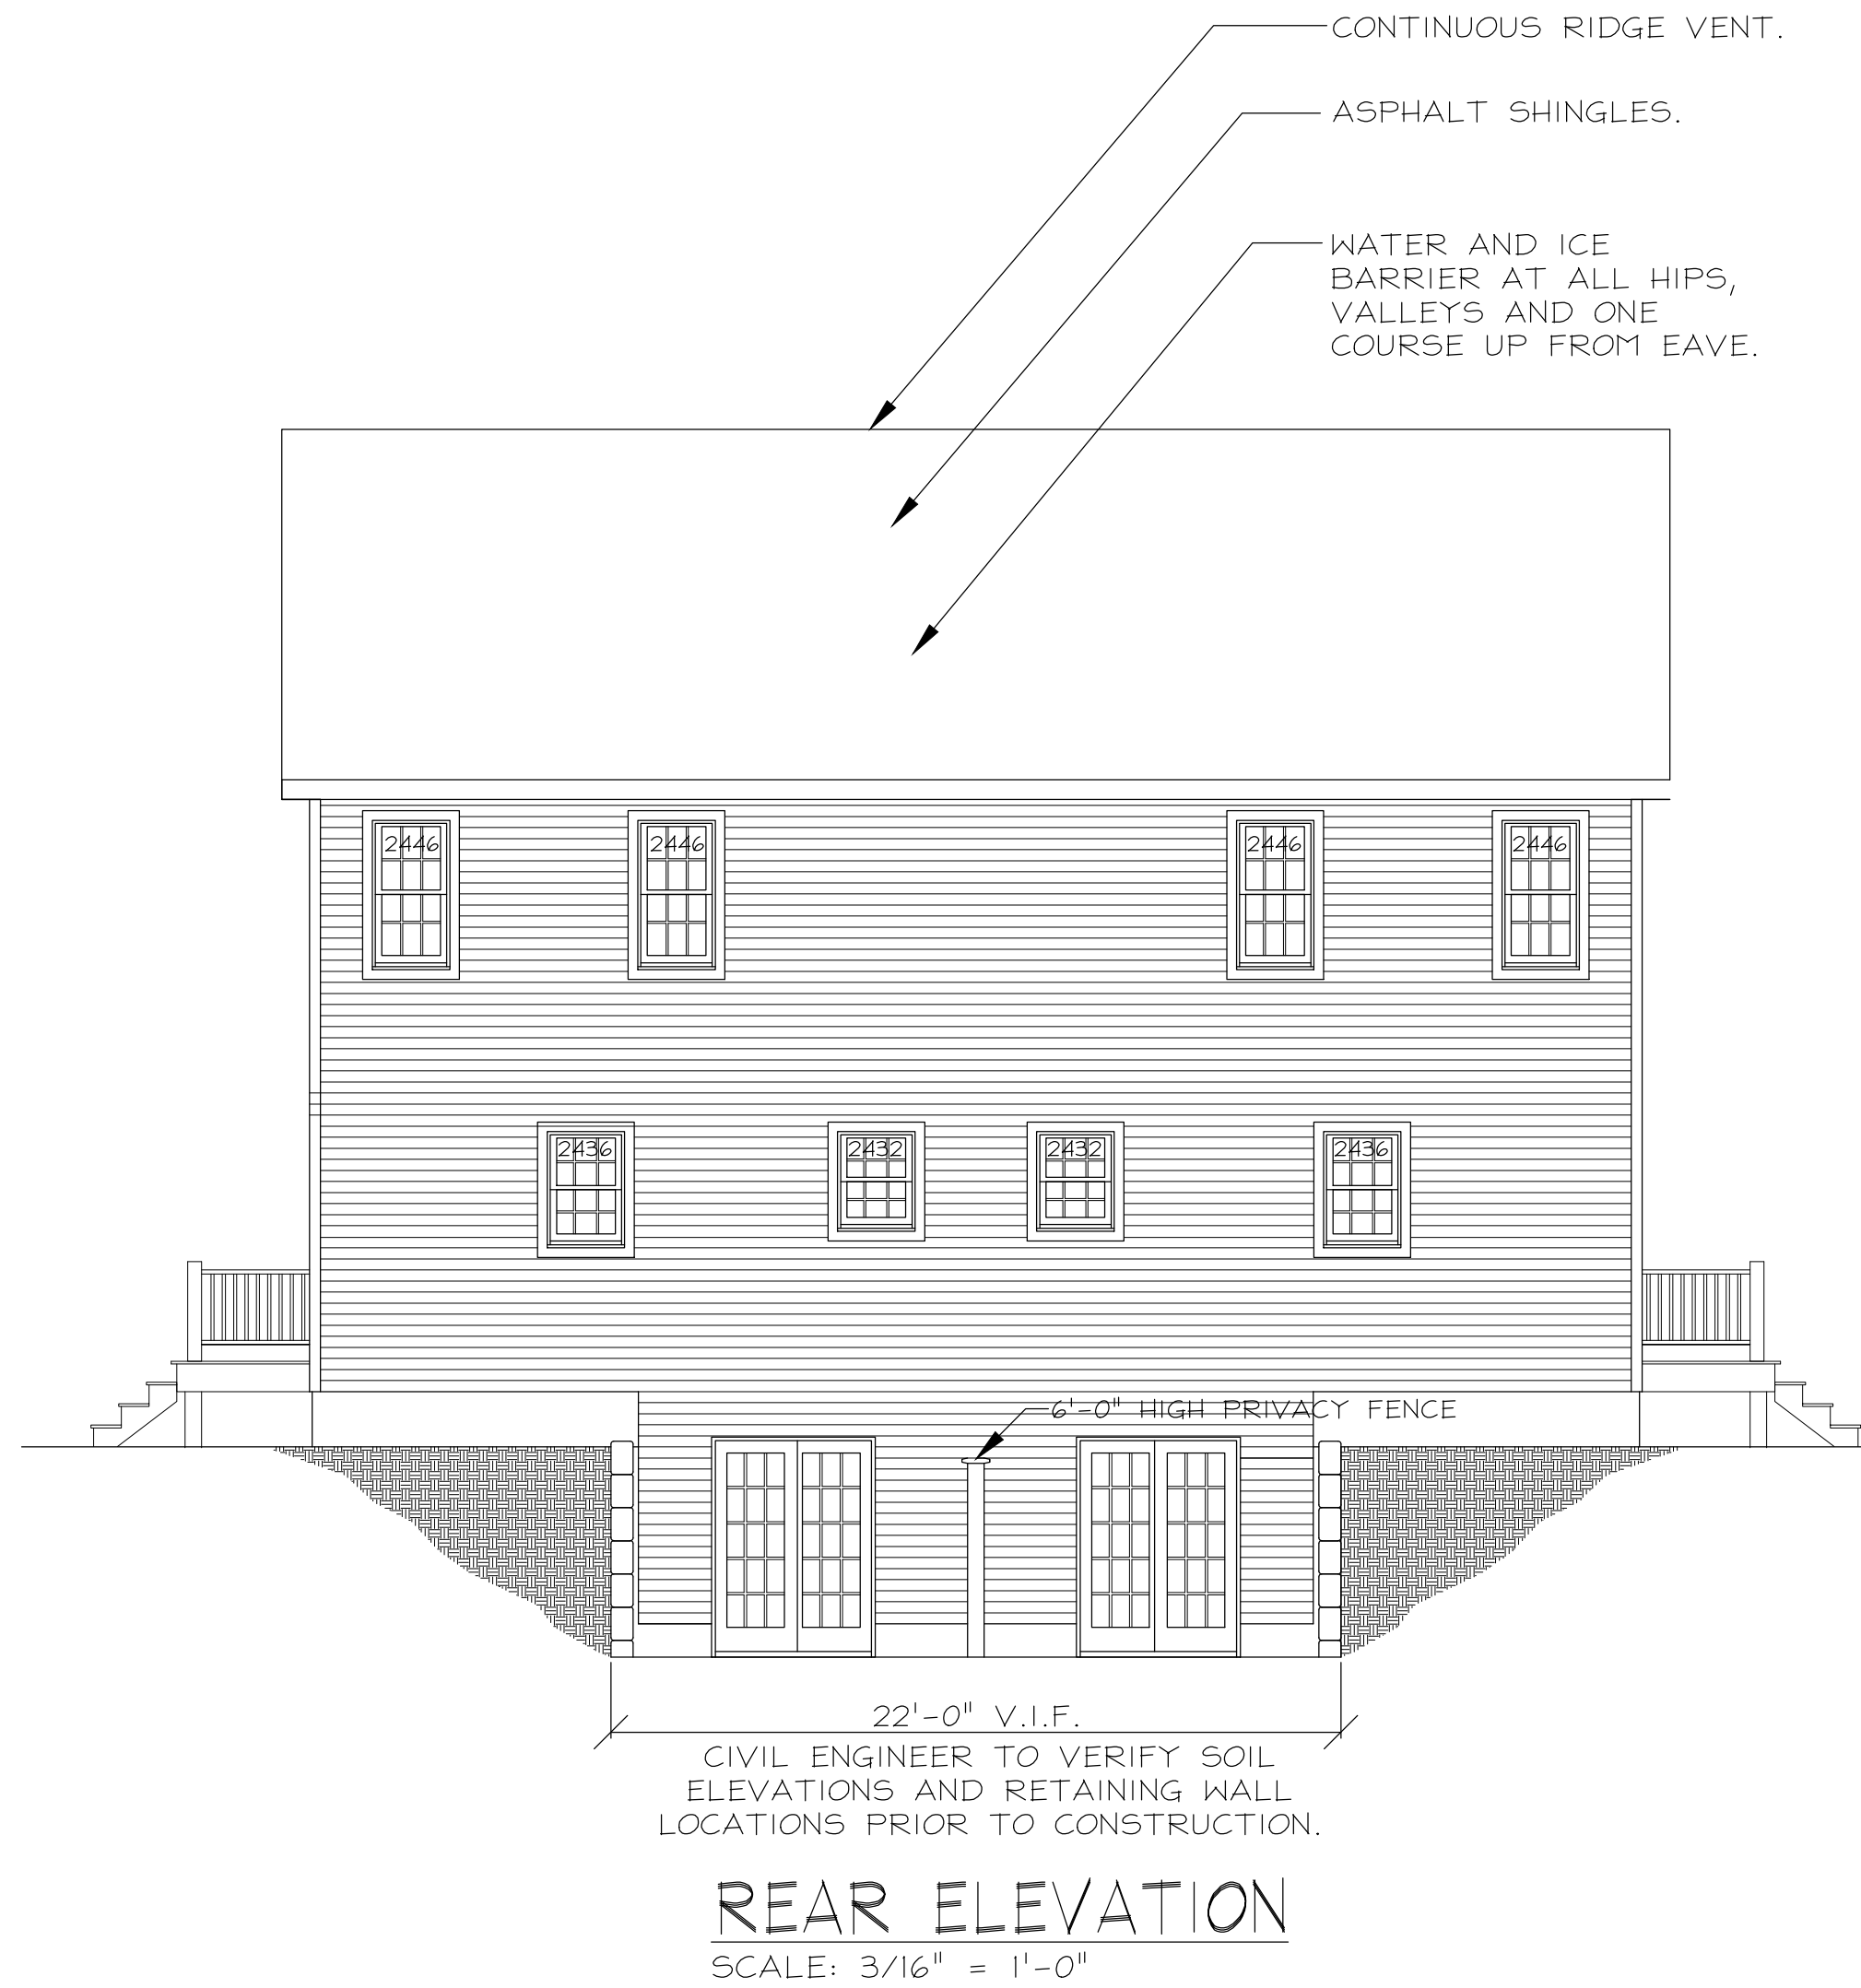 CONTINUOUS RIDGE VENT.
ASPHALT SHINGLES.
WATER AND ICE
BARRIER AT ALL HIPS,
VALLEYS AND ONE
COURSE UP FROM EAVE.
2446 2446 2446 2446
2436 2432 2432 2436
6'-0" HIGH PRIVACY FENCE
22'-0" V.I.F.
CIVIL ENGINEER TO VERIFY SOIL
ELEVATIONS AND RETAINING WALL
LOCATIONS PRIOR TO CONSTRUCTION.
REAR ELEVATION
SCALE: 3/16" = 1'-0"